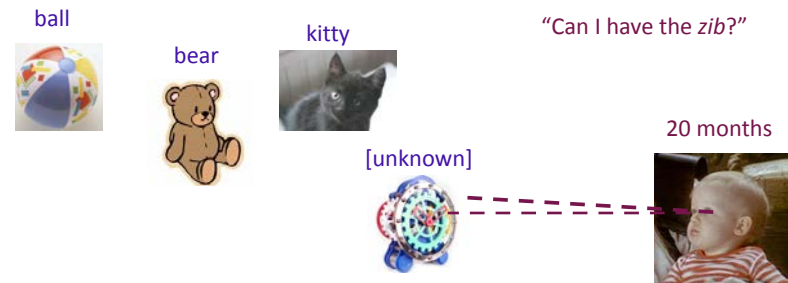 ball
bear
kitty
“Can I have the zib?”
20 months
[unknown]